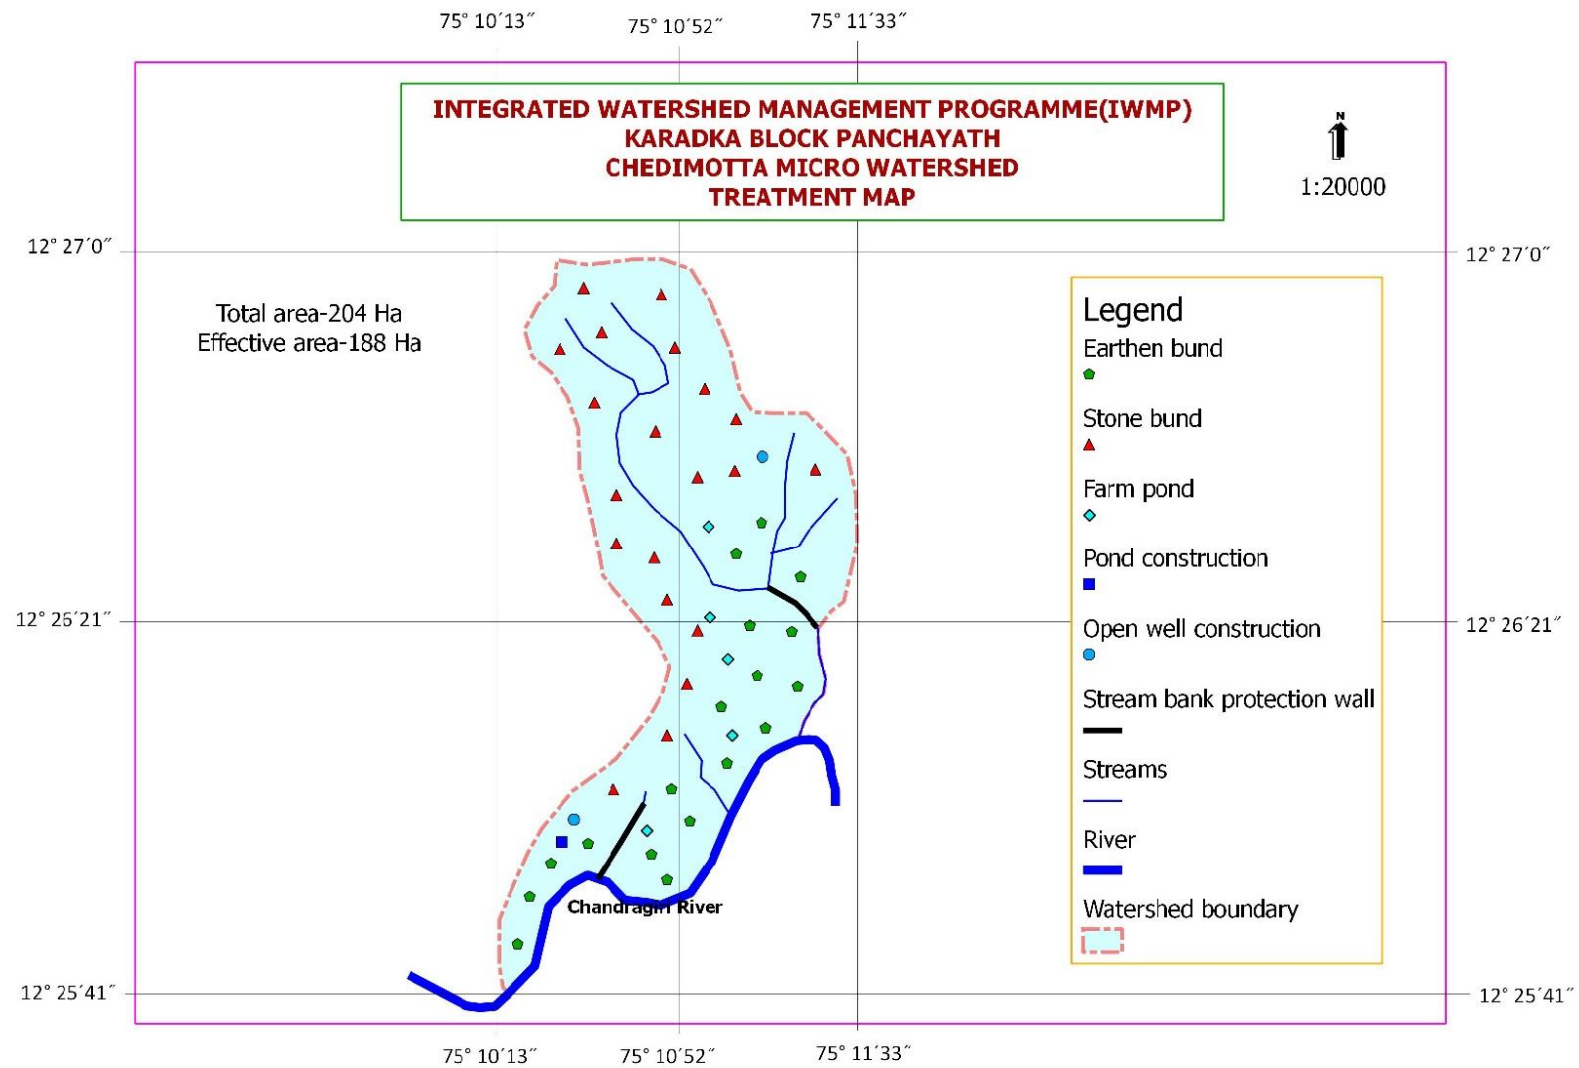 75° 10´13˝ 75° 10´52˝ 75° 11´33˝
INTEGRATED WATERSHED MANAGEMENT PROGRAMME(IWMP)
KARADKA BLOCK PANCHAYATH
CHEDIMOTTA MICRO WATERSHED
TREATMENT MAP
N
1:20000
12° 27´0˝ 12° 27´0˝
Total area-204 Ha
Effective area-188 Ha
Legend
Earthen bund
Stone bund
Farm pond
Pond construction
12° 25´21˝ 12° 26´21˝
Open well construction
Stream bank protection wall
Streams
River
Chandragiri River
Watershed boundary
12° 25´41˝ 12° 25´41˝
75° 10´13˝ 75° 10´52˝ 75° 11´33˝